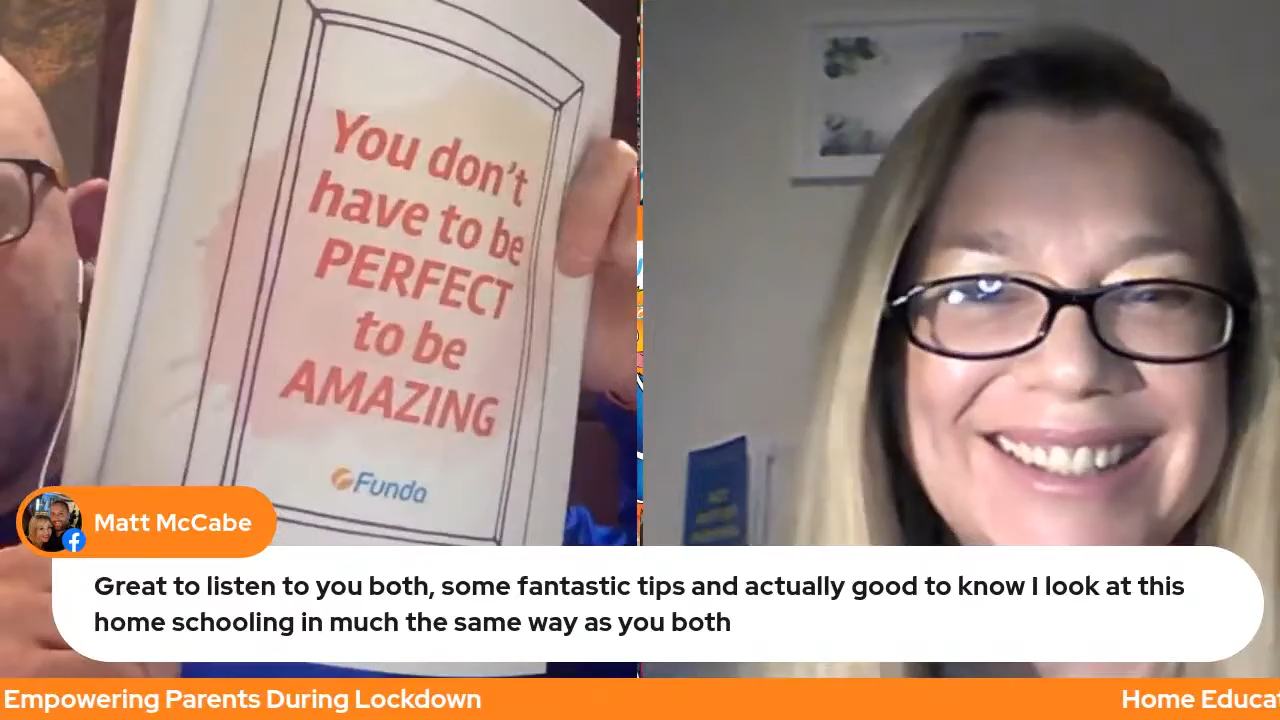 You don't
have to be
PERFECT
to be
AMAZING
Funda
Matt McCabe
Great to listen to you both, some fantastic tips and actually good to know I look at this
home schooling in much the same way as you both
Empowering Parents During Lockdown
Home Educat